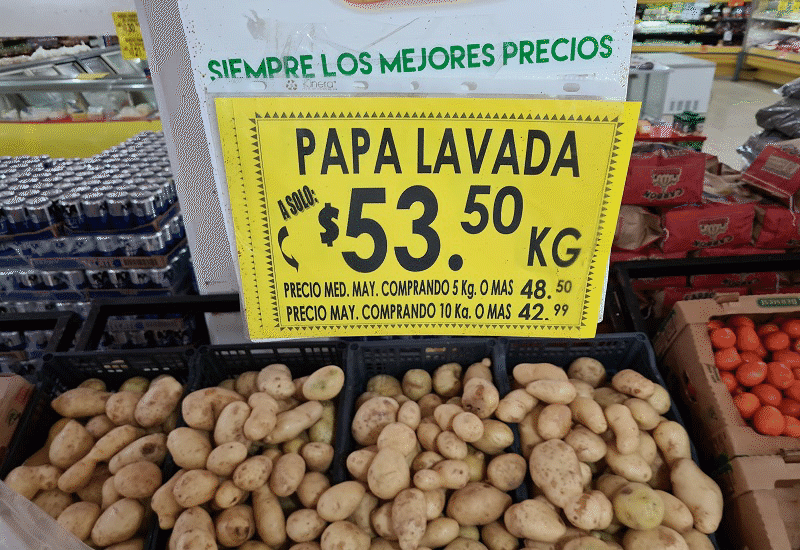 SIEMPRE LOS MEJORES PRECIOS
PAPA LAVADA
A SOLO:
$53.50 KG
PRECIO MED. MAY. COMPRANDO 5 Kg. O MAS 48.50
PRECIO MAY. COMPRANDO 10 Kg. O MAS 42.99